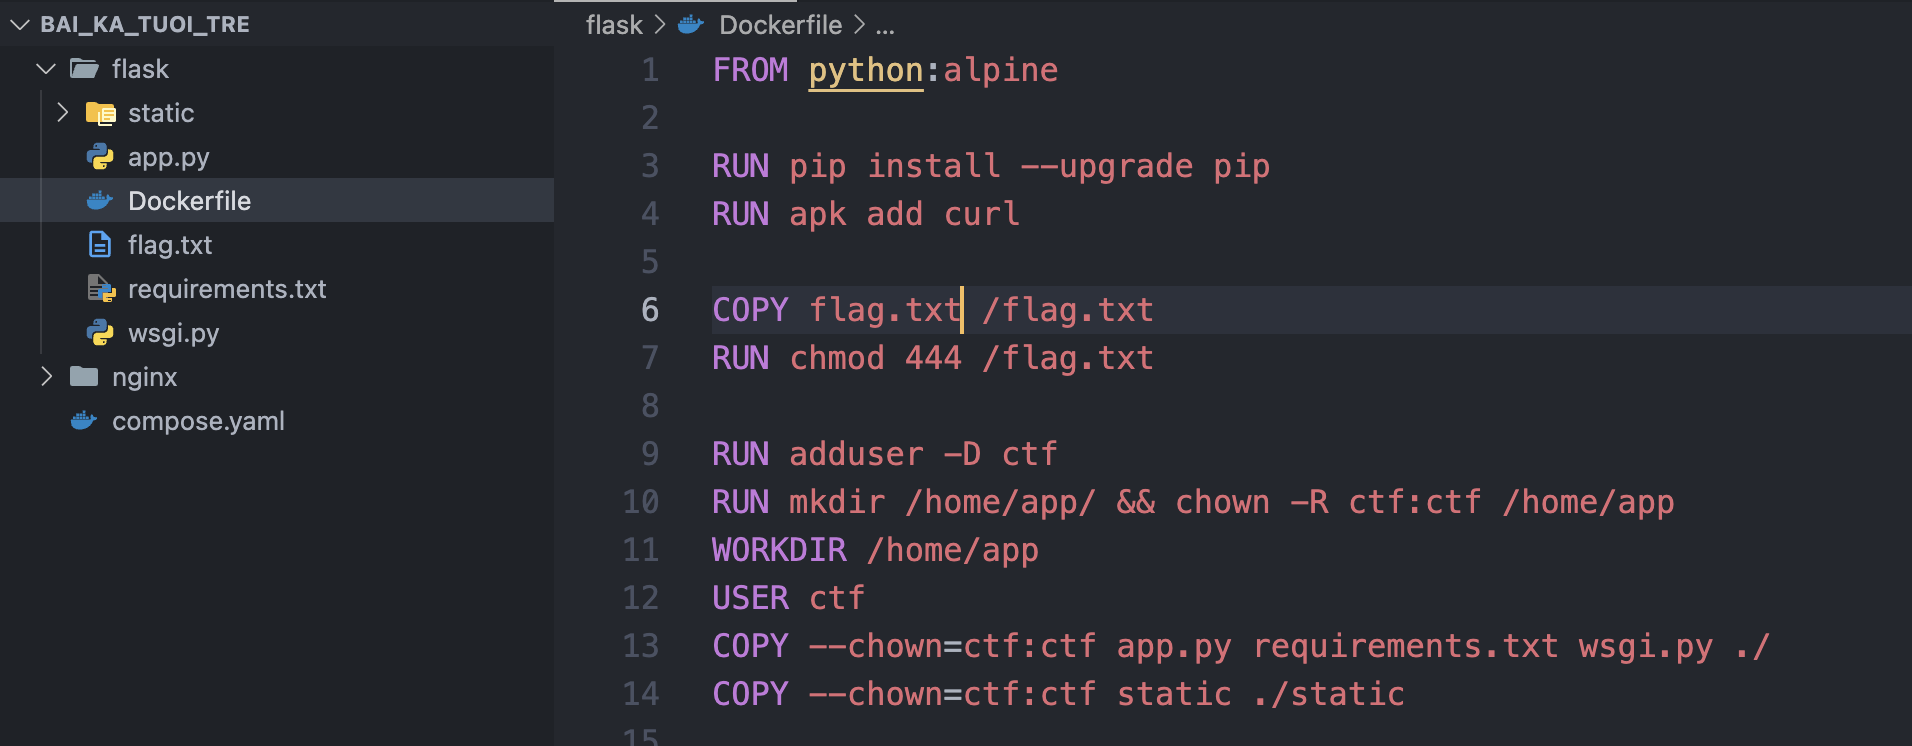 BAI_KA_TUOI_TRE
flask
static
app.py
Dockerfile
flag.txt
requirements.txt
wsgi.py
nginx
compose.yaml
flask > Dockerfile > ...
1 FROM python:alpine
2
3 RUN pip install --upgrade pip
4 RUN apk add curl
5
6 COPY flag.txt /flag.txt
7 RUN chmod 444 /flag.txt
8
9 RUN adduser -D ctf
10 RUN mkdir /home/app/ && chown -R ctf:ctf /home/app
11 WORKDIR /home/app
12 USER ctf
13 COPY --chown=ctf:ctf app.py requirements.txt wsgi.py ./
14 COPY --chown=ctf:ctf static ./static
15